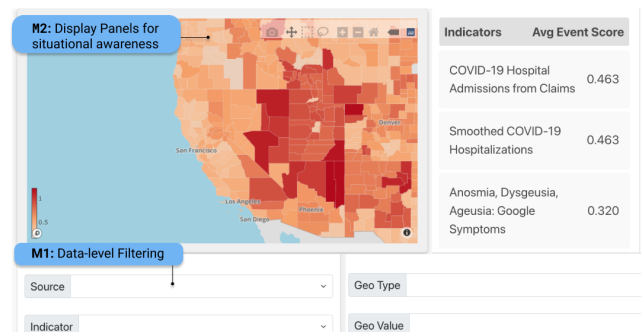 M2: Display Panels for
situational awareness
San Francisco
Denver
Los Angeles
Phoenix
San Diego
1
0.5
Indicators Avg Event Score
COVID-19 Hospital
Admissions from Claims 0.463
Smoothed COVID-19
Hospitalizations 0.463
Anosmia, Dysgeusia,
Ageusia: Google
Symptoms 0.320
M1: Data-level Filtering
Source
Geo Type
Indicator
Geo Value